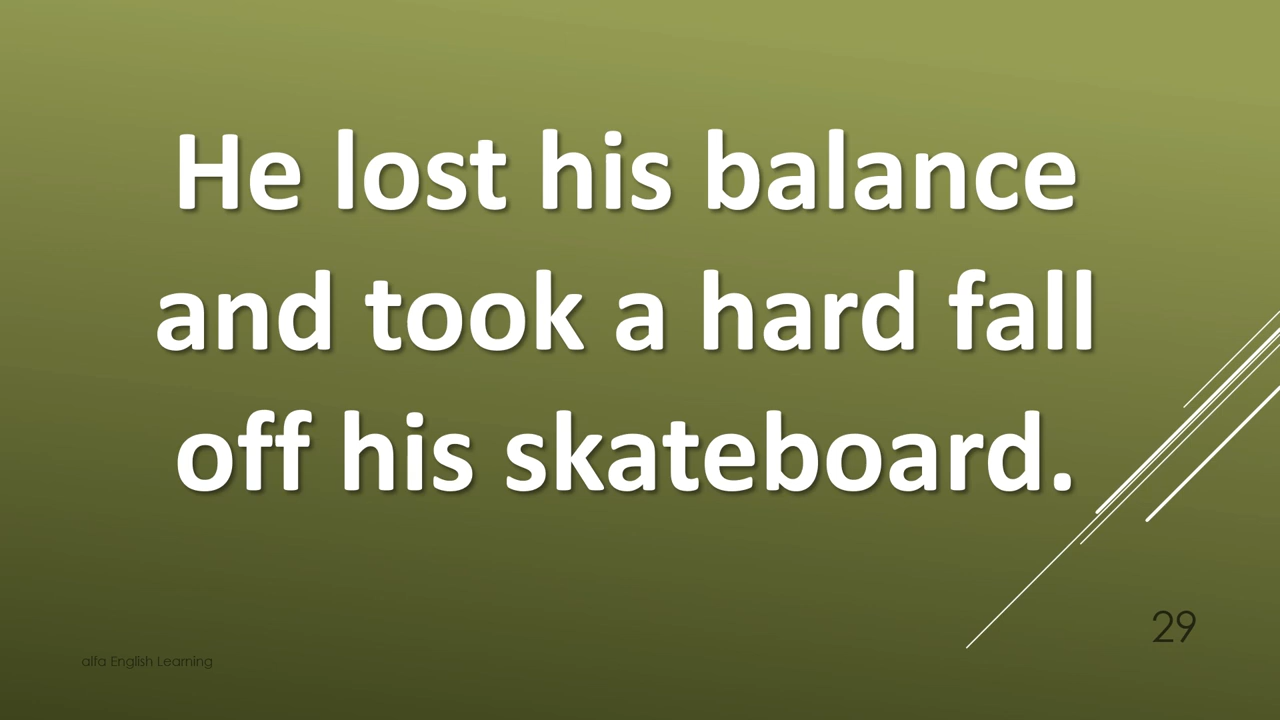 He lost his balance
and took a hard fall
off his skateboard.
29
alfa English Learning